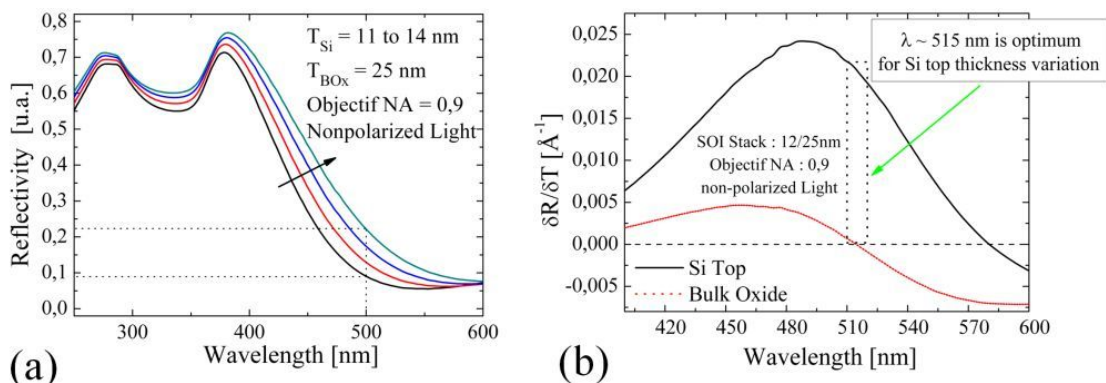 0,8
0,7
0,6
0,5
0,4
0,3
0,2
0,1
0,0
Reflectivity [u.a.]
T_Si = 11 to 14 nm
T_BOx = 25 nm
Objectif NA = 0,9
Nonpolarized Light
300 400 500 600
Wavelength [nm]
(a)
0,025
0,020
0,015
0,010
0,005
0,000
-0,005
δR/δT [Å⁻¹]
λ ~ 515 nm is optimum
for Si top thickness variation
SOI Stack : 12/25nm
Objectif NA : 0,9
non-polarized Light
Si Top
Bulk Oxide
420 450 480 510 540 570 600
Wavelength [nm]
(b)